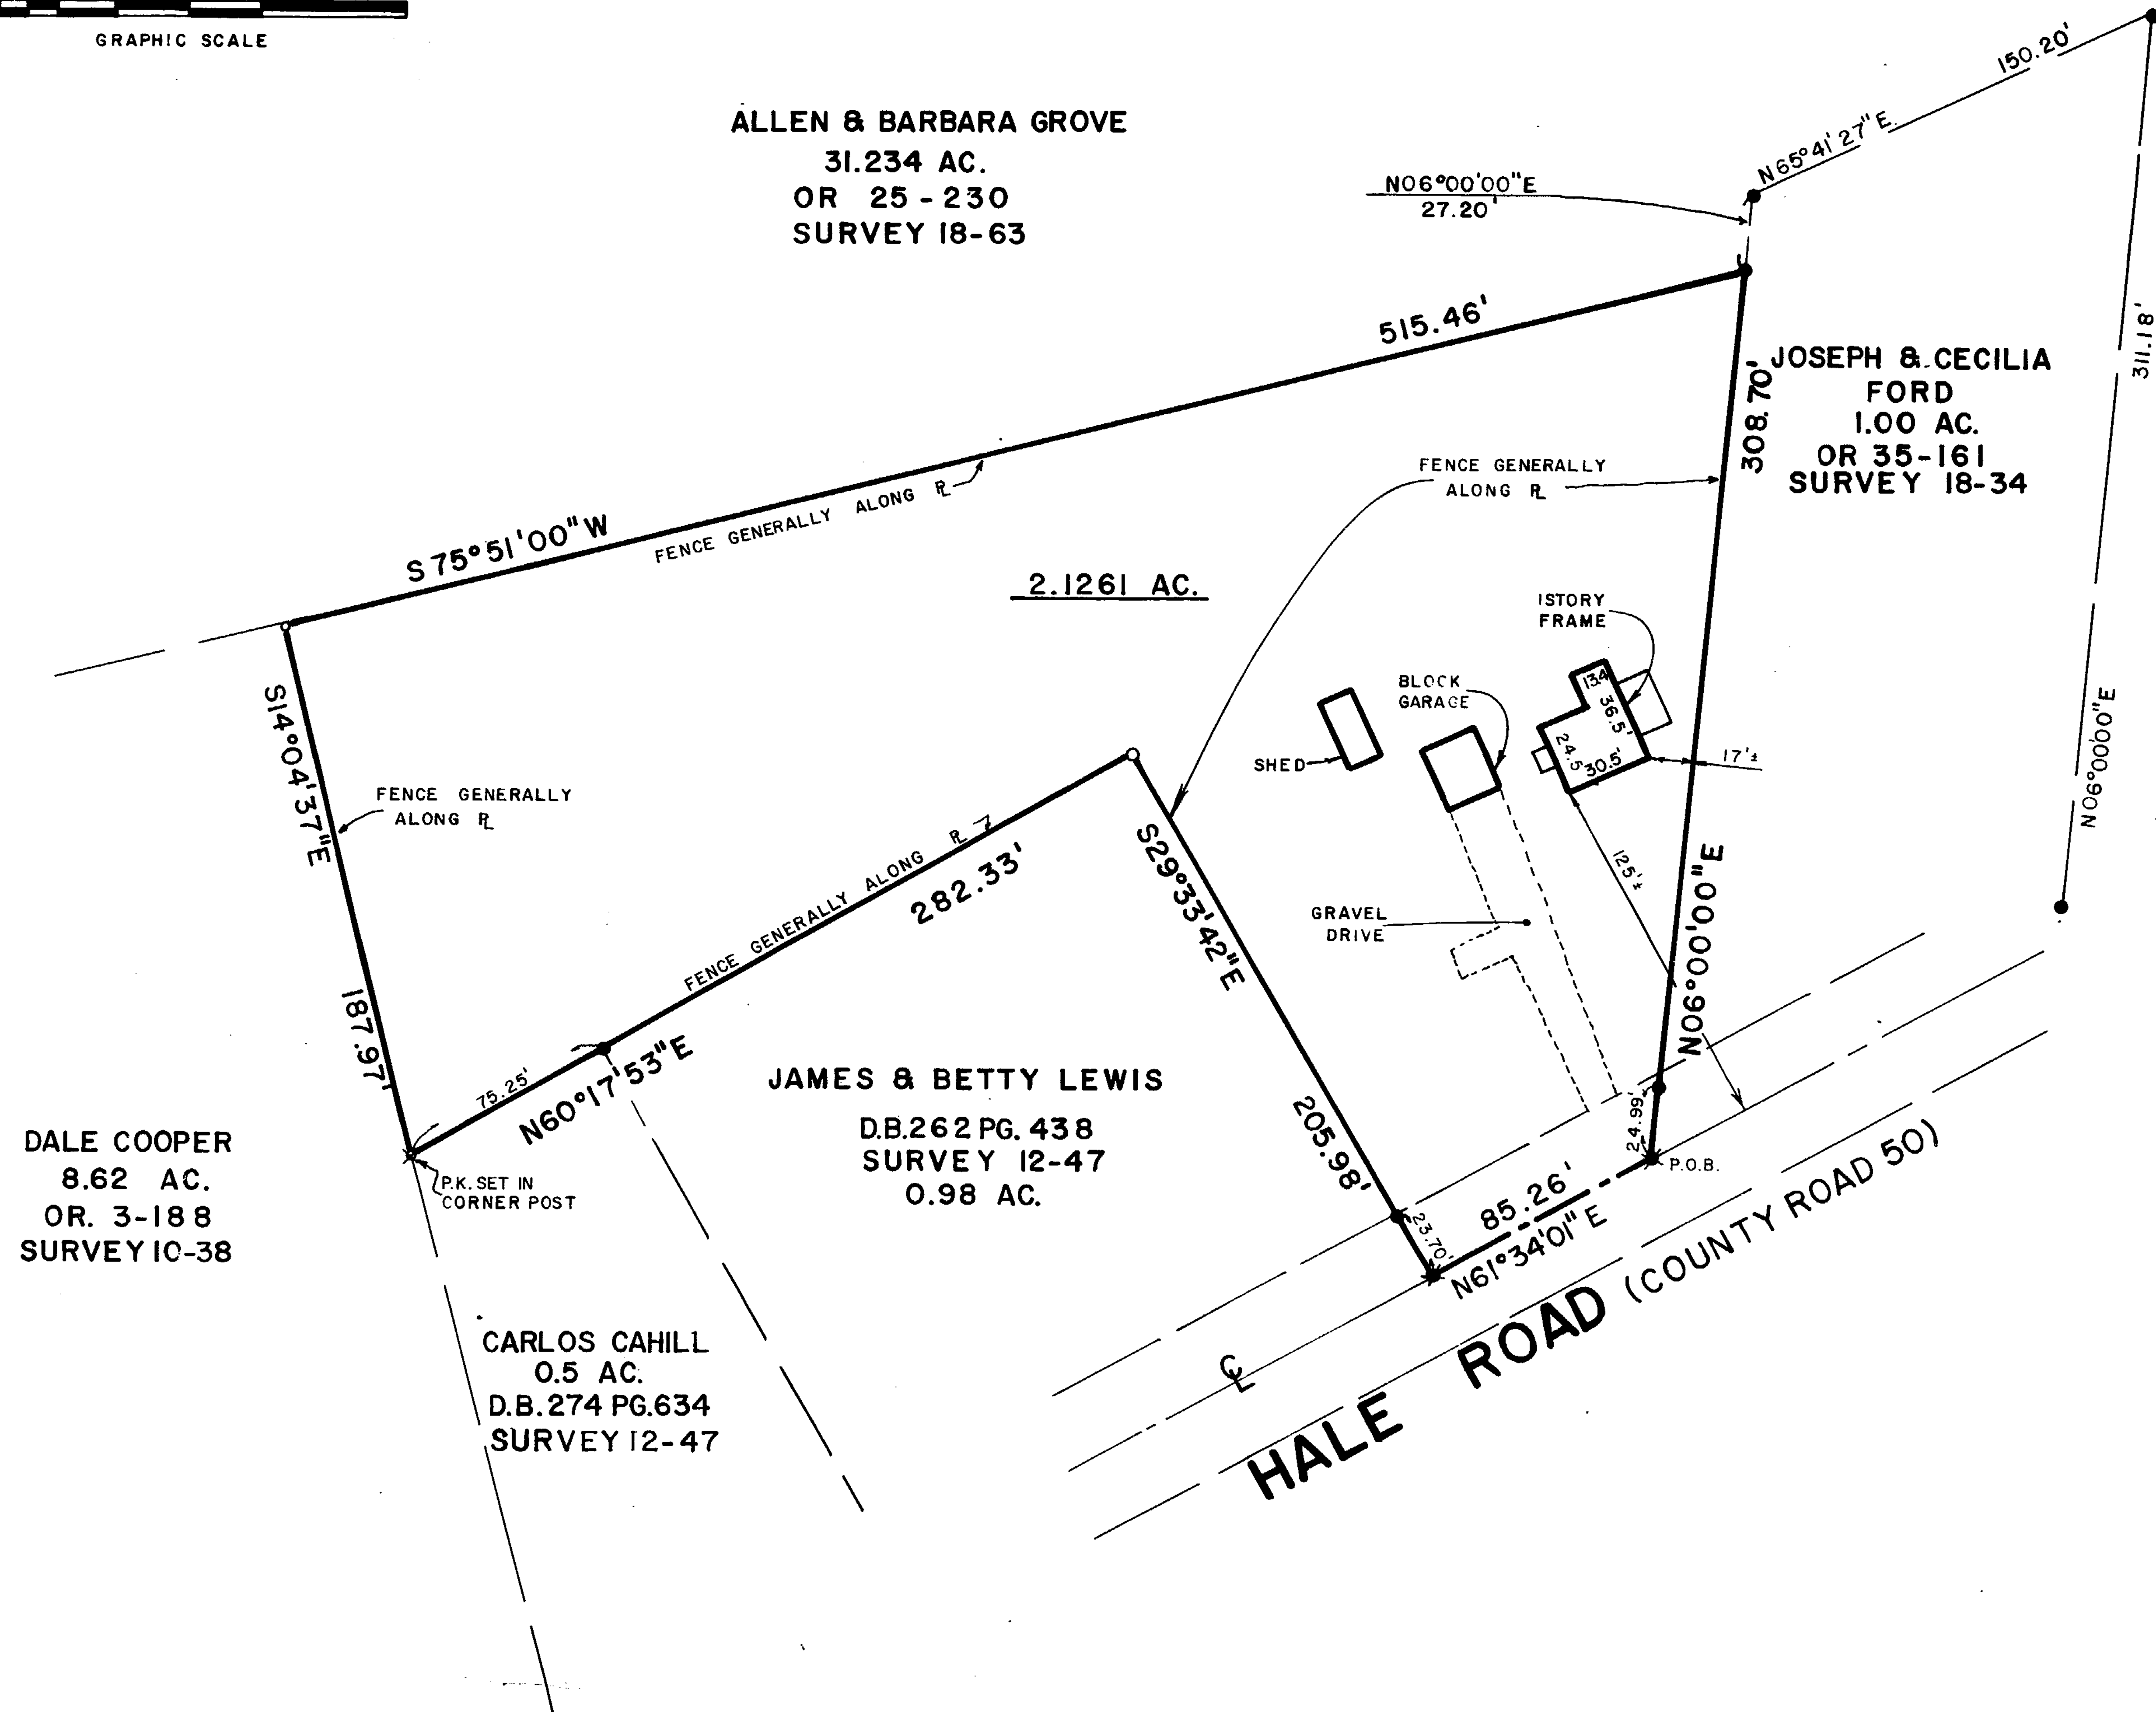 GRAPHIC SCALE
150.20'
N65°41'27"E.
ALLEN & BARBARA GROVE
31.234 AC.
OR 25-230
SURVEY 18-63
N06°00'00"E
27.20'
515.46'
311.18'
308.70'
JOSEPH & CECILIA
FORD
1.00 AC.
OR 35-161
SURVEY 18-34
FENCE GENERALLY
ALONG ℄
S75°51'00"W
FENCE GENERALLY ALONG ℄
2.1261 AC.
1STORY
FRAME
BLOCK
GARAGE
SHED
13.4
36.5'
24.5'
30.5'
17'±
125'±
N06°00'00"E
S14°04'37"E
FENCE GENERALLY
ALONG ℄
187.97'
FENCE GENERALLY ALONG ℄
282.33'
S29°33'42"E
GRAVEL
DRIVE
N06°00'00"E
75.25'
N60°17'53"E
JAMES & BETTY LEWIS
D.B.262 PG. 438
SURVEY 12-47
0.98 AC.
205.98'
24.99'
P.O.B.
23.70'
85.26'
N61°34'01"E
DALE COOPER
8.62 AC.
OR. 3-188
SURVEY 10-38
P.K. SET IN
CORNER POST
CARLOS CAHILL
0.5 AC.
D.B.274 PG.634
SURVEY 12-47
℄
HALE ROAD (COUNTY ROAD 50)